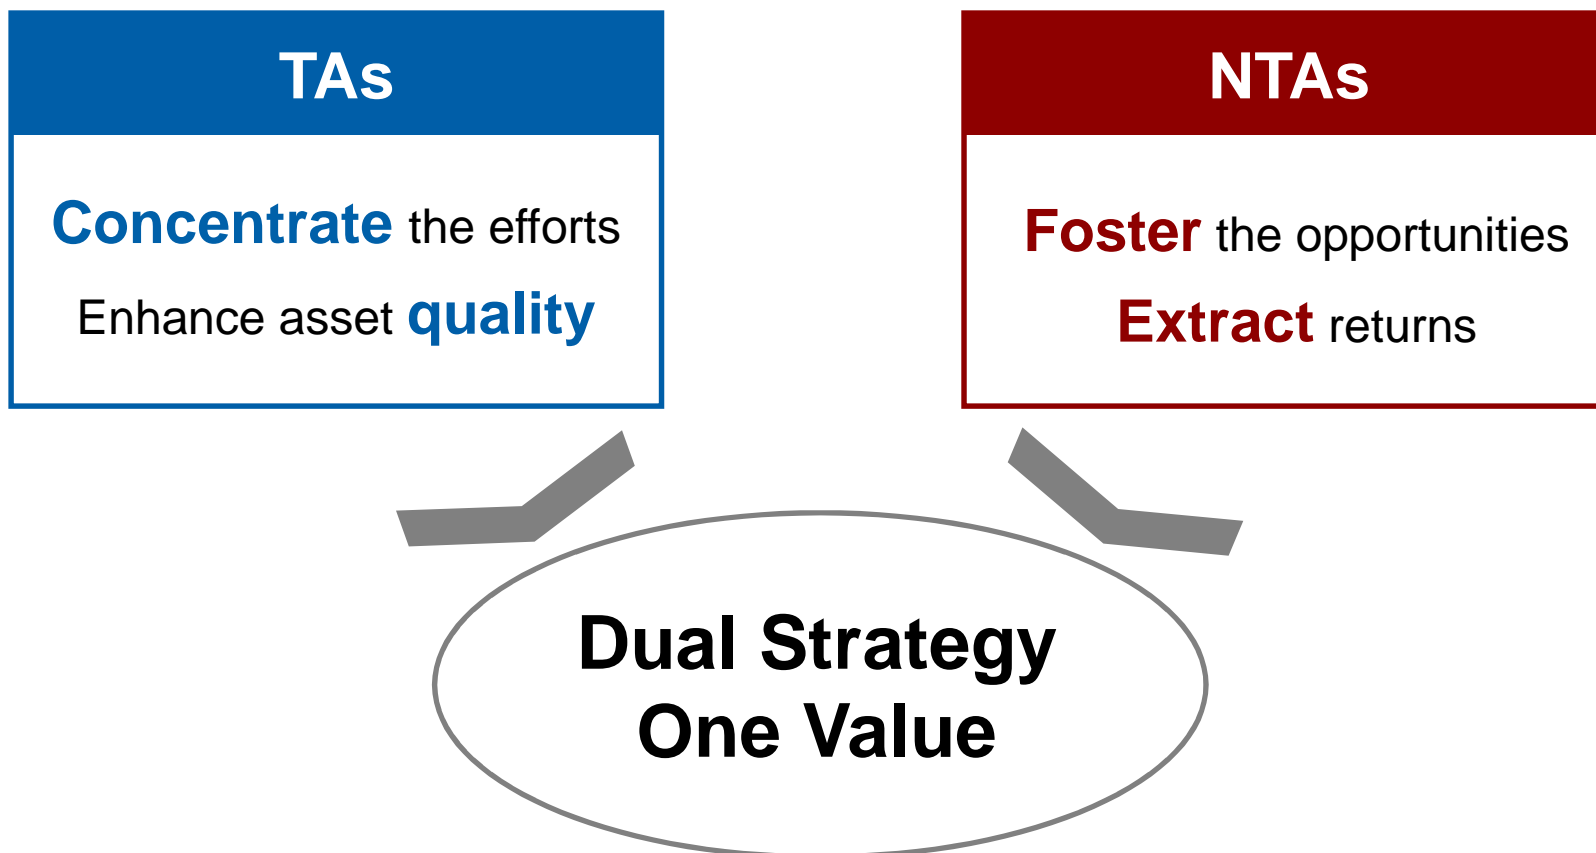 TAs
Concentrate the efforts
Enhance asset quality
NTAs
Foster the opportunities
Extract returns
Dual Strategy
One Value